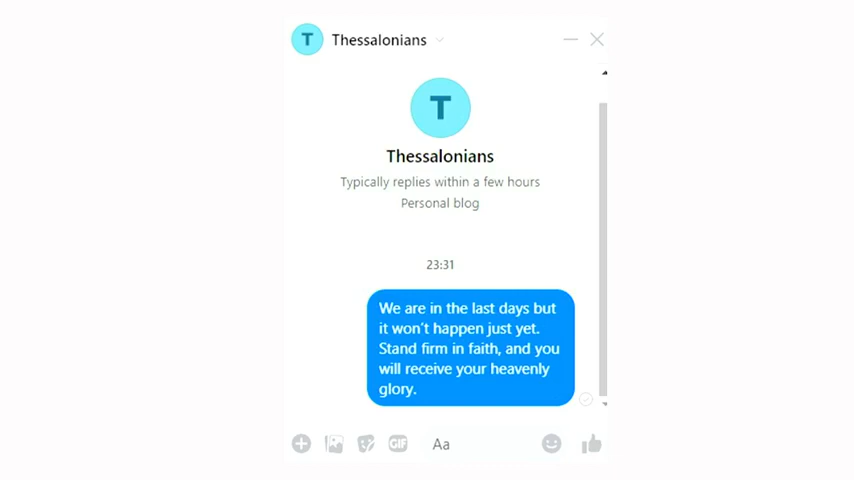 T Thessalonians
T
Thessalonians
Typically replies within a few hours
Personal blog
23:31
We are in the last days but
it won't happen just yet.
Stand firm in faith, and you
will receive your heavenly
glory.
GIF Aa